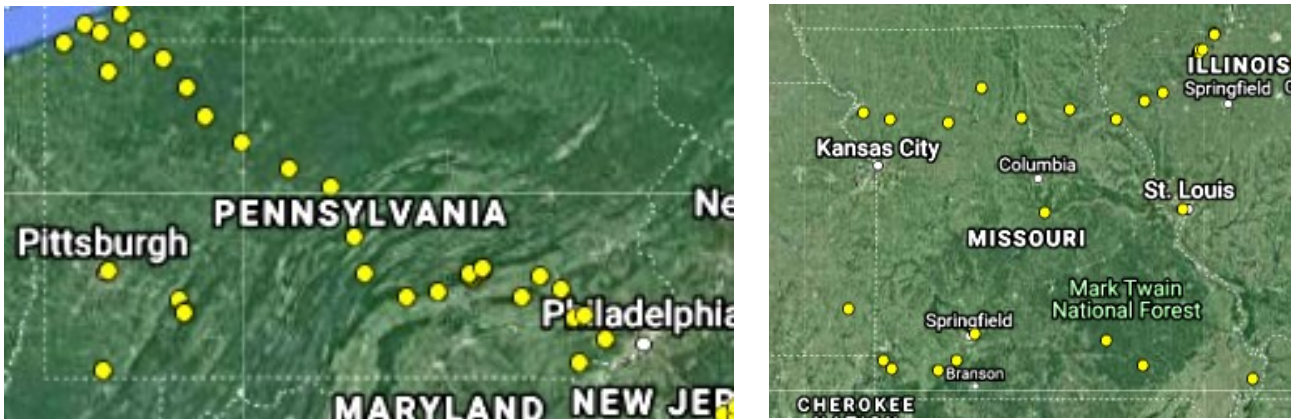 PENNSYLVANIA
Ne
Pittsburgh
Philadelphia
MARYLAND
NEW JER
ILLINOIS
Springfield
Kansas City
Columbia
St. Louis
MISSOURI
Mark Twain
National Forest
Springfield
Branson
CHEROKEE